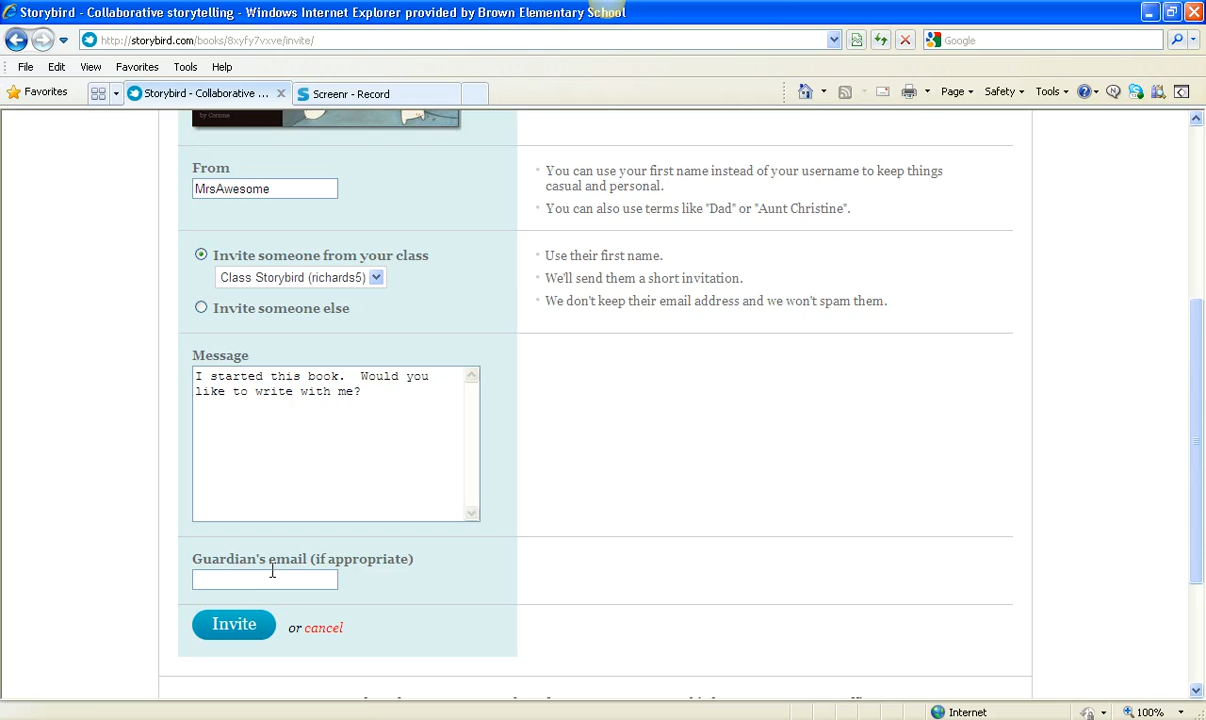 Storybird - Collaborative storytelling - Windows Internet Explorer provided by Brown Elementary School
http://storybird.com/books/8xyfy7vxve/invite/
Google
File Edit View Favorites Tools Help
Favorites
Storybird - Collaborative ...
Screenr - Record
Page
Safety
Tools
by Corinne
From
MrsAwesome
• You can use your first name instead of your username to keep things
casual and personal.
• You can also use terms like "Dad" or "Aunt Christine".
Invite someone from your class
Class Storybird (richards5)
Invite someone else
• Use their first name.
• We'll send them a short invitation.
• We don't keep their email address and we won't spam them.
Message
I started this book.  Would you
like to write with me?
Guardian's email (if appropriate)
Invite or cancel
Internet
100%